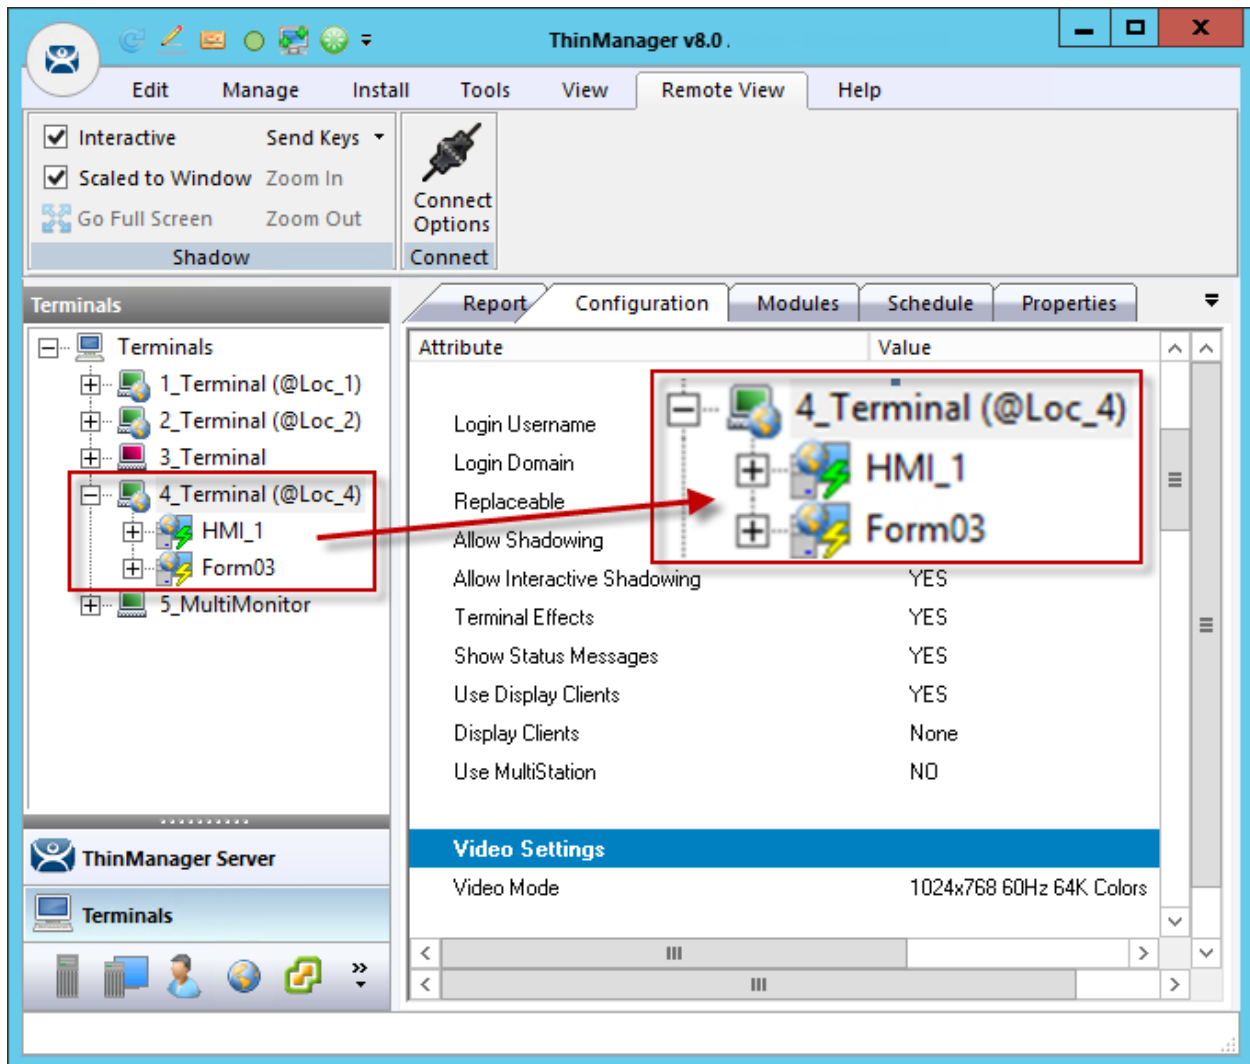 ThinManager v8.0 .
Edit Manage Install Tools View Remote View Help
Interactive Send Keys
Scaled to Window Zoom In
Go Full Screen Zoom Out
Connect Options
Shadow
Connect
Terminals
Terminals
1_Terminal (@Loc_1)
2_Terminal (@Loc_2)
3_Terminal
4_Terminal (@Loc_4)
HMI_1
Form03
5_MultiMonitor
ThinManager Server
Terminals
Report Configuration Modules Schedule Properties
Attribute Value
Login Username
Login Domain
Replaceable
Allow Shadowing
4_Terminal (@Loc_4)
HMI_1
Form03
Allow Interactive Shadowing YES
Terminal Effects YES
Show Status Messages YES
Use Display Clients YES
Display Clients None
Use MultiStation NO
Video Settings
Video Mode 1024x768 60Hz 64K Colors